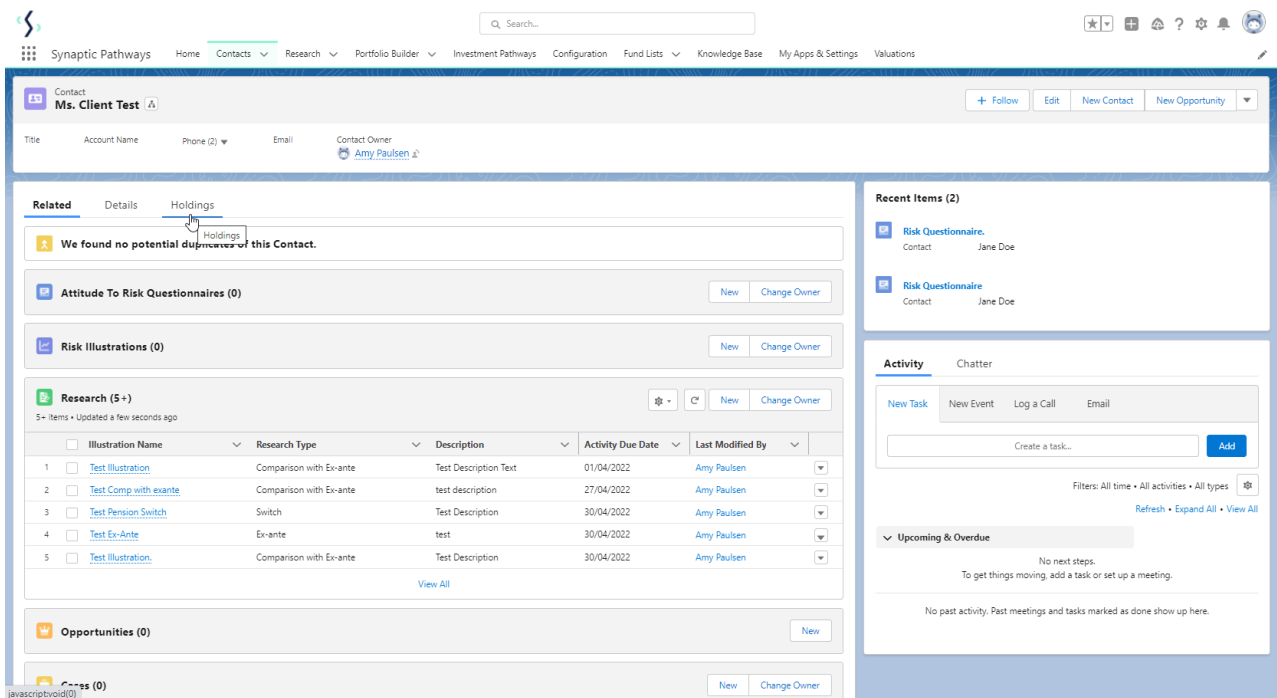 Search...
Synaptic Pathways Home Contacts Research Portfolio Builder Investment Pathways Configuration Fund Lists Knowledge Base My Apps & Settings Valuations
Contact
Ms. Client Test
+ Follow Edit New Contact New Opportunity
Title Account Name Phone (2) Email Contact Owner
Amy Paulsen
Related Details Holdings
Holdings
We found no potential duplicates of this Contact.
Attitude To Risk Questionnaires (0) New Change Owner
Risk Illustrations (0) New Change Owner
Research (5+) New Change Owner
5+ items • Updated a few seconds ago
Illustration Name Research Type Description Activity Due Date Last Modified By
1 Test Illustration Comparison with Ex-ante Test Description Text 01/04/2022 Amy Paulsen
2 Test Comp with exante Comparison with Ex-ante test description 27/04/2022 Amy Paulsen
3 Test Pension Switch Switch Test Description 30/04/2022 Amy Paulsen
4 Test Ex-Ante Ex-ante test 30/04/2022 Amy Paulsen
5 Test Illustration. Comparison with Ex-ante Test Description 30/04/2022 Amy Paulsen
View All
Opportunities (0) New
Cases (0) New Change Owner
javascript:void(0)
Recent Items (2)
Risk Questionnaire.
Contact Jane Doe
Risk Questionnaire
Contact Jane Doe
Activity Chatter
New Task New Event Log a Call Email
Create a task... Add
Filters: All time • All activities • All types
Refresh • Expand All • View All
Upcoming & Overdue
No next steps.
To get things moving, add a task or set up a meeting.
No past activity. Past meetings and tasks marked as done show up here.